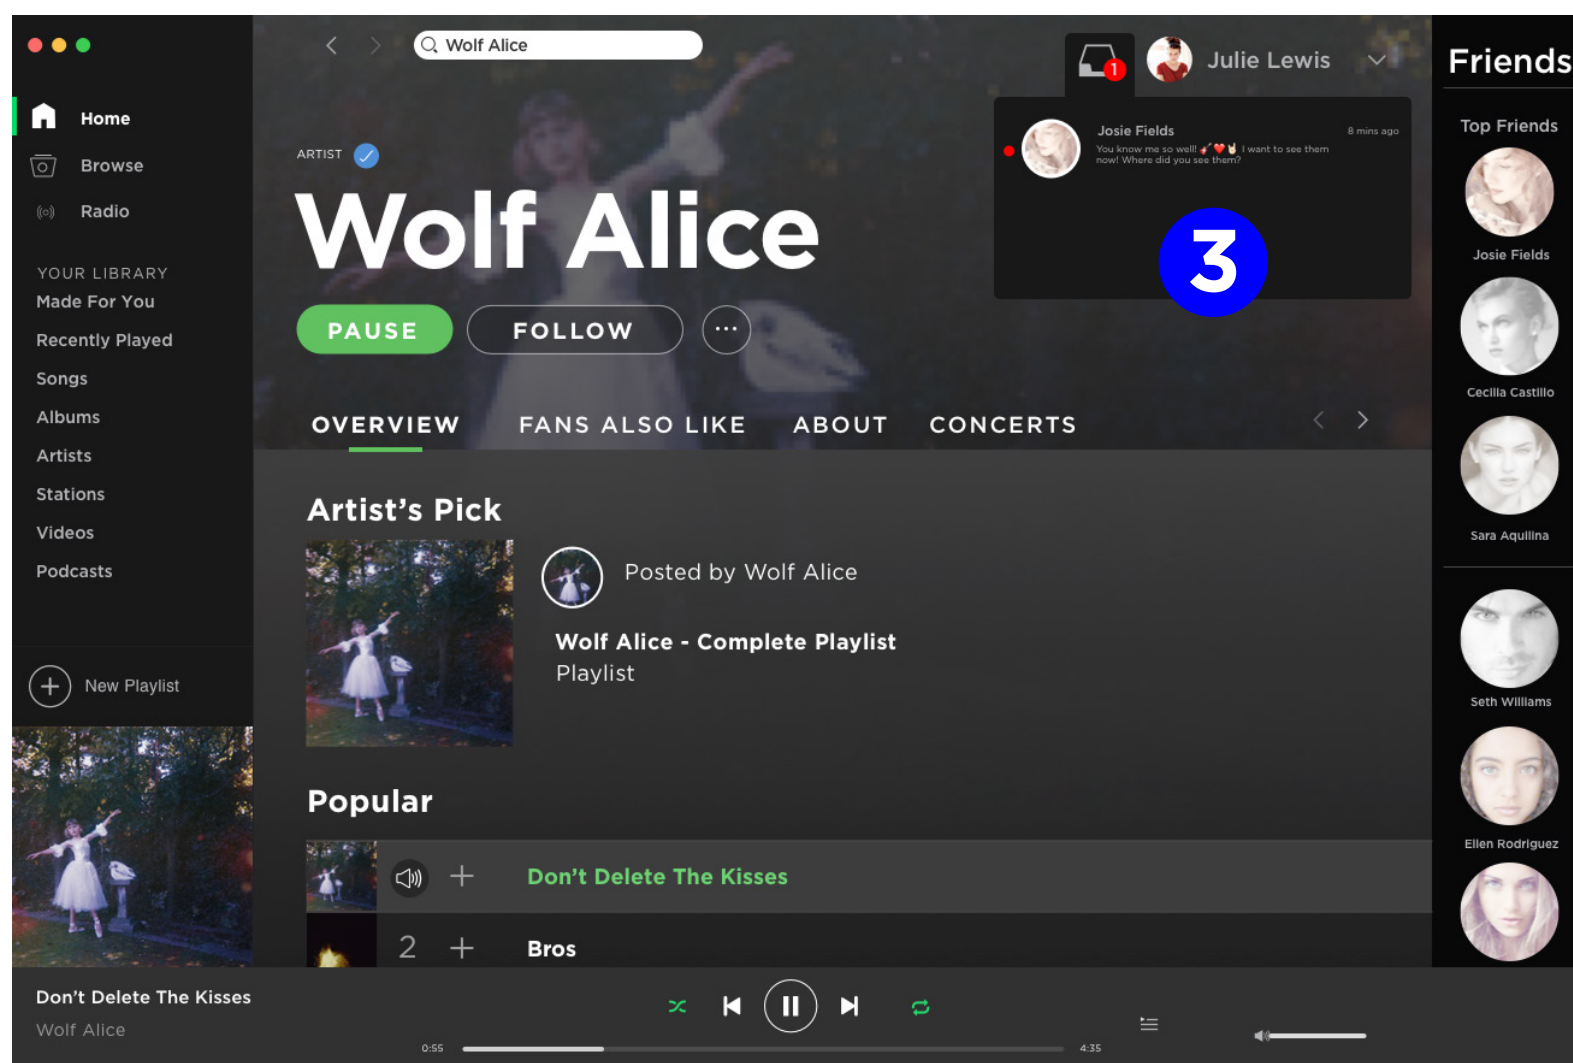 Home
Browse
Radio
YOUR LIBRARY
Made For You
Recently Played
Songs
Albums
Artists
Stations
Videos
Podcasts
New Playlist
Wolf Alice
1
Julie Lewis
Josie Fields
8 mins ago
You know me so well! 🎸❤️🤘 I want to see them
now! Where did you see them?
3
ARTIST
Wolf Alice
PAUSE
FOLLOW
OVERVIEW
FANS ALSO LIKE
ABOUT
CONCERTS
Artist’s Pick
Posted by Wolf Alice
Wolf Alice - Complete Playlist
Playlist
Popular
Don’t Delete The Kisses
2
Bros
Friends
Top Friends
Josie Fields
Cecilia Castillo
Sara Aquilina
Seth Williams
Ellen Rodriguez
Don’t Delete The Kisses
Wolf Alice
0:55
4:35